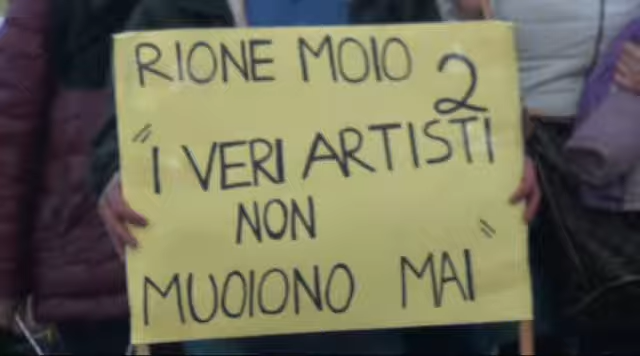 RIONE MOIO 2
"I VERI ARTISTI
NON
MUOIONO MAI"